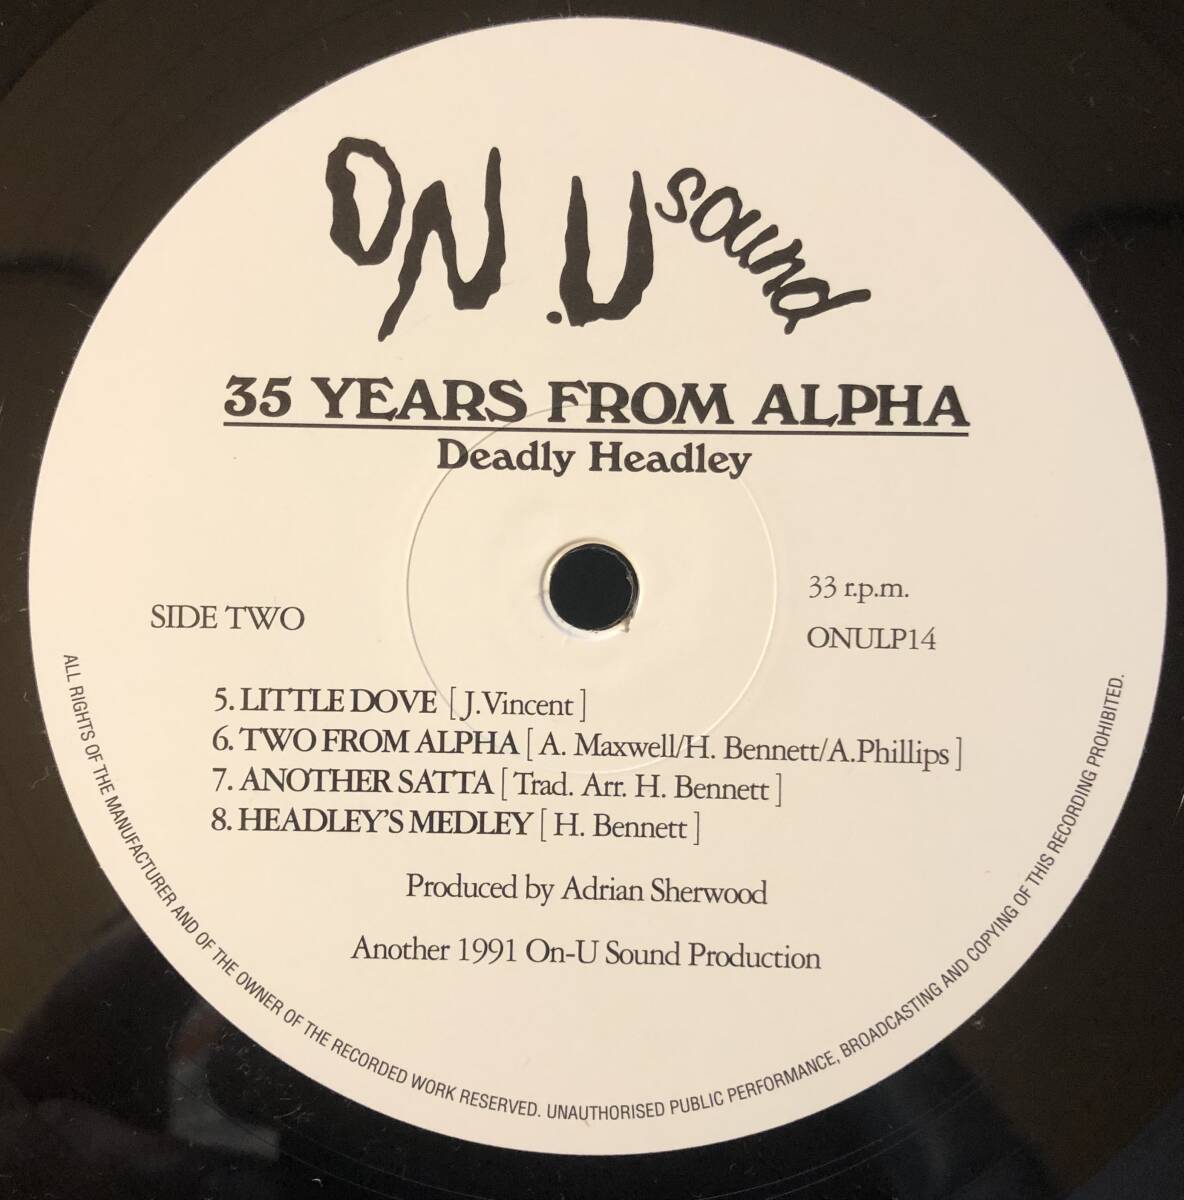 ON.U sound
35 YEARS FROM ALPHA
Deadly Headley
SIDE TWO
33 r.p.m.
ONULP14
5. LITTLE DOVE [ J.Vincent ]
6. TWO FROM ALPHA [ A. Maxwell/H. Bennett/A.Phillips ]
7. ANOTHER SATTA [ Trad. Arr. H. Bennett ]
8. HEADLEY'S MEDLEY [ H. Bennett ]
Produced by Adrian Sherwood
Another 1991 On-U Sound Production
ALL RIGHTS OF THE MANUFACTURER AND OF THE OWNER OF THE RECORDED WORK RESERVED. UNAUTHORISED PUBLIC PERFORMANCE, BROADCASTING AND COPYING OF THIS RECORDING PROHIBITED.